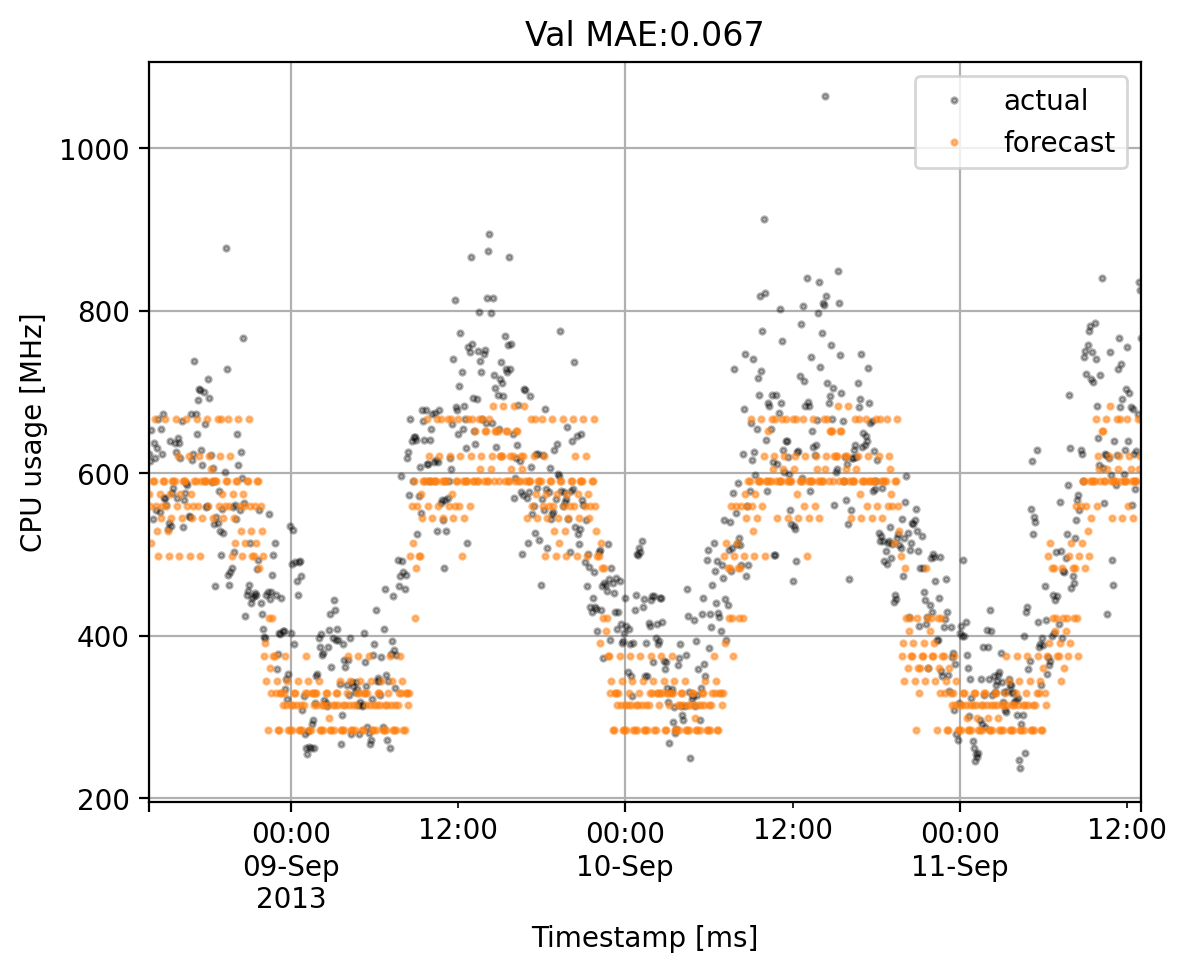 Val MAE:0.067
actual
forecast
1000
800
600
400
200
CPU usage [MHz]
00:00 12:00 00:00 12:00 00:00 12:00
09-Sep 10-Sep 11-Sep
2013
Timestamp [ms]